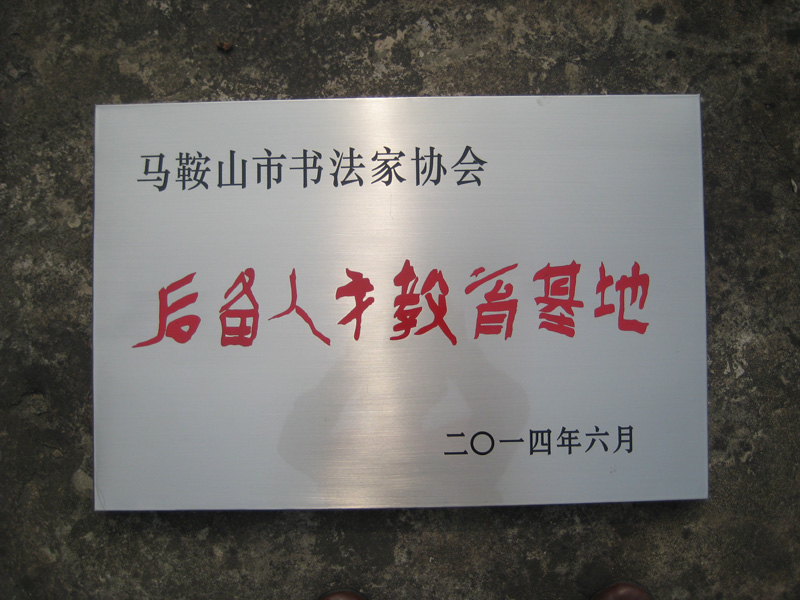 马鞍山市书法家协会
后备人才教育基地
二〇一四年六月